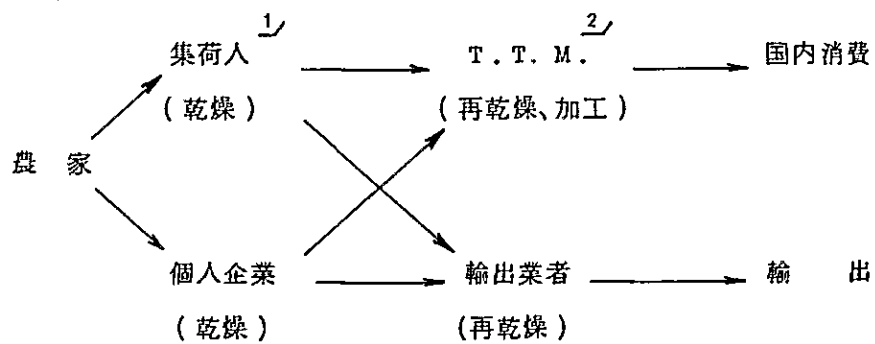 1/ 2/
集荷人 T.T.M. 国内消費
(乾燥) (再乾燥、加工)
農家
個人企業 輸出業者 輸出
(乾燥) (再乾燥)